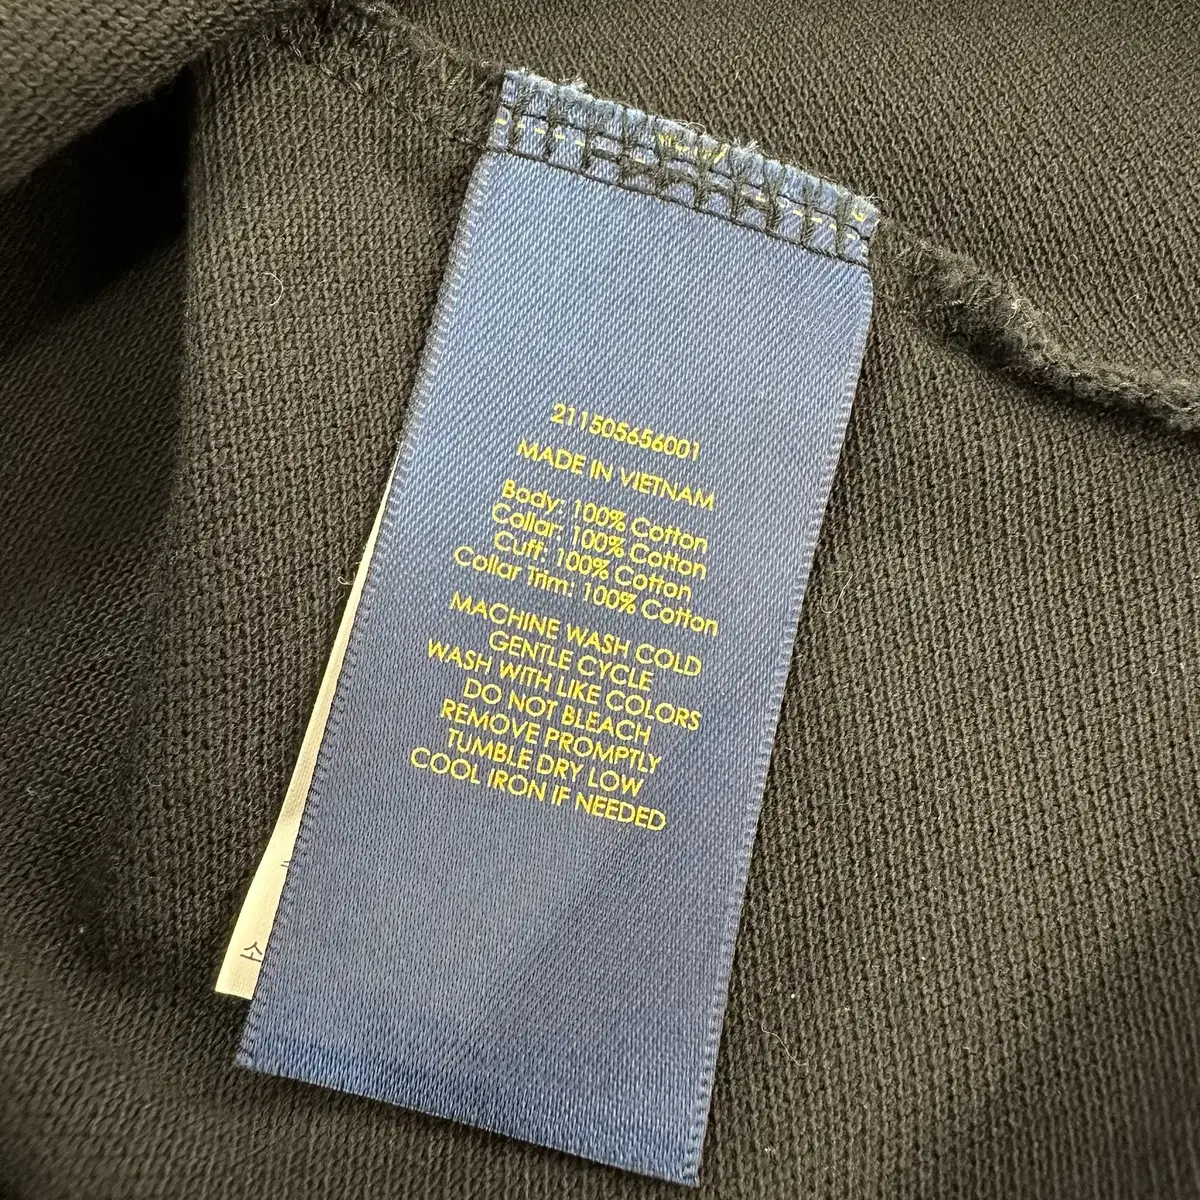 211505656001
MADE IN VIETNAM
Body: 100% Cotton
Collar: 100% Cotton
Cuff: 100% Cotton
Collar Trim: 100% Cotton
MACHINE WASH COLD
GENTLE CYCLE
WASH WITH LIKE COLORS
DO NOT BLEACH
REMOVE PROMPTLY
TUMBLE DRY LOW
COOL IRON IF NEEDED
소